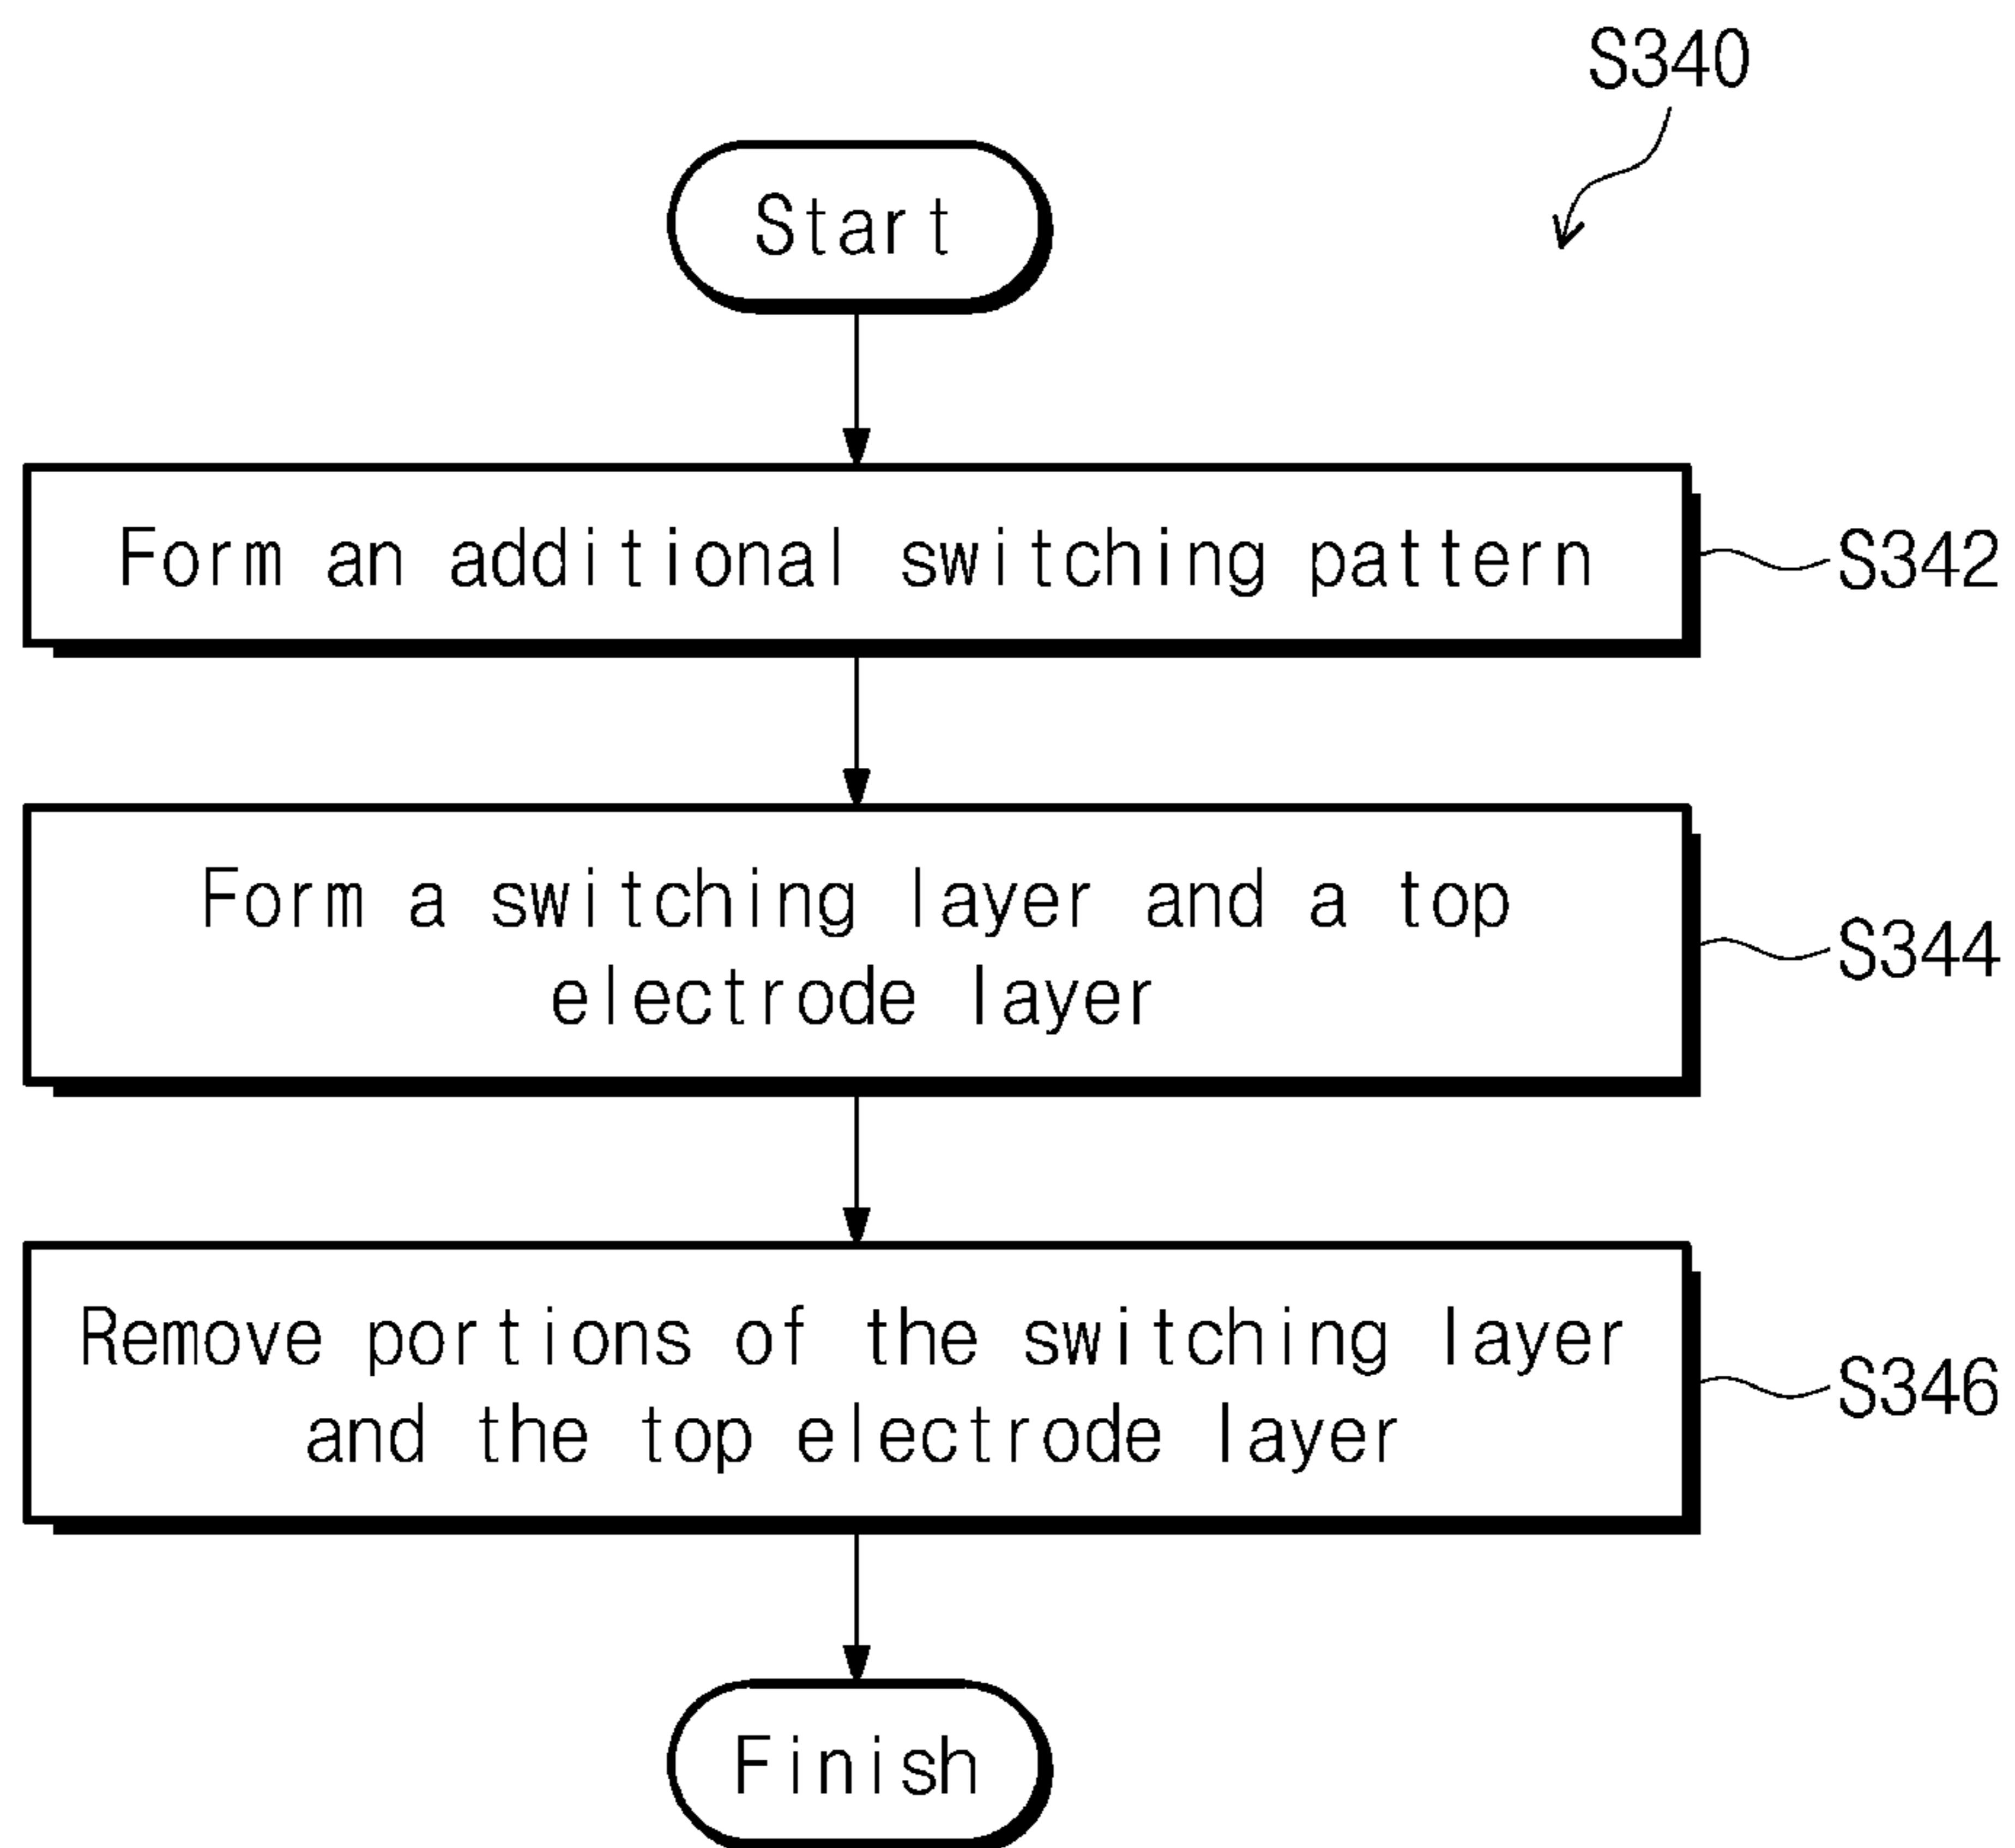 S340
Start
Form an additional switching pattern
S342
Form a switching layer and a top
electrode layer
S344
Remove portions of the switching layer
and the top electrode layer
S346
Finish